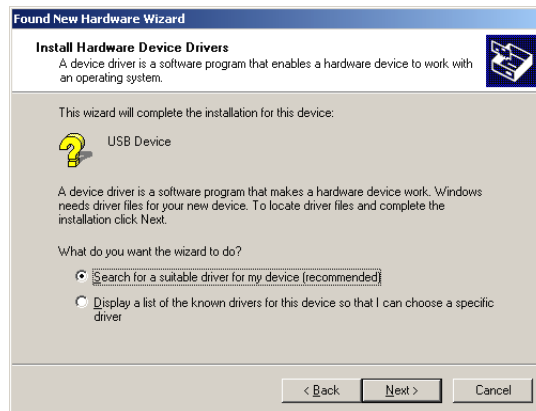 Found New Hardware Wizard
Install Hardware Device Drivers
A device driver is a software program that enables a hardware device to work with
an operating system.
This wizard will complete the installation for this device:
USB Device
A device driver is a software program that makes a hardware device work. Windows
needs driver files for your new device. To locate driver files and complete the
installation click Next.
What do you want the wizard to do?
Search for a suitable driver for my device (recommended)
Display a list of the known drivers for this device so that I can choose a specific
driver
< Back Next > Cancel